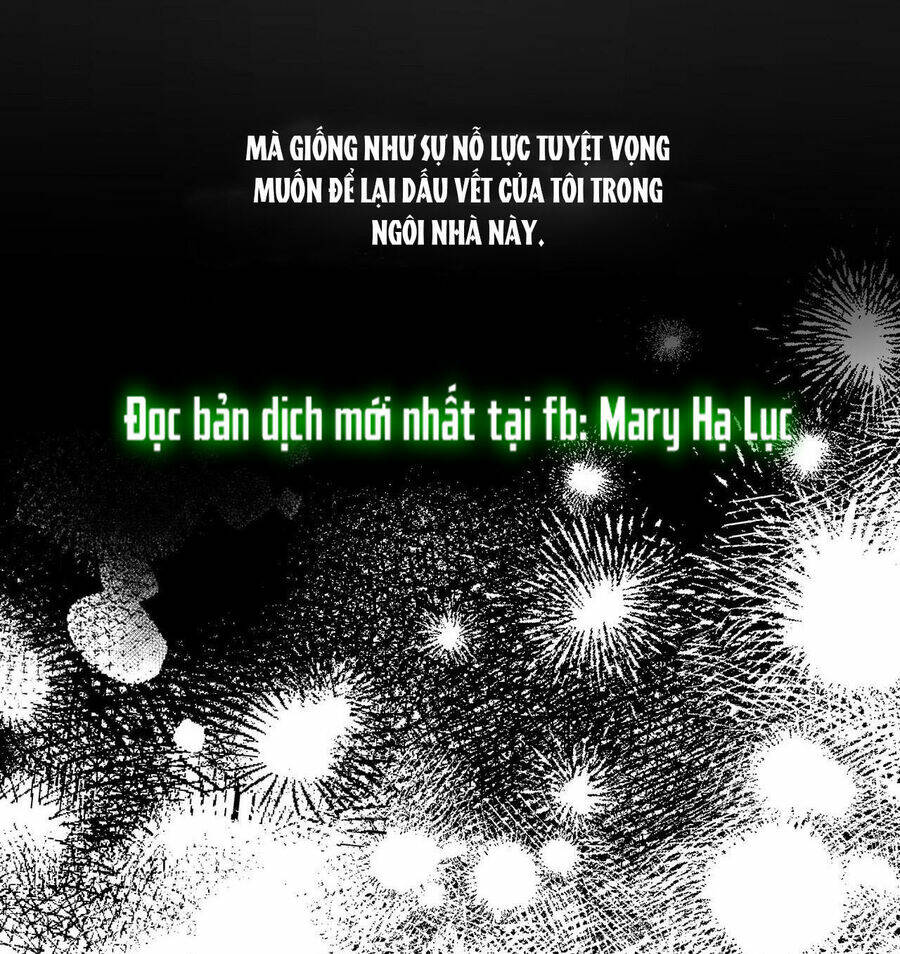 MÀ GIỐNG NHƯ SỰ NỖ LỰC TUYỆT VỌNG
MUỐN ĐỂ LẠI DẤU VẾT CỦA TÔI TRONG
NGÔI NHÀ NÀY.
Đọc bản dịch mới nhất tại fb: Mary Hạ Lục